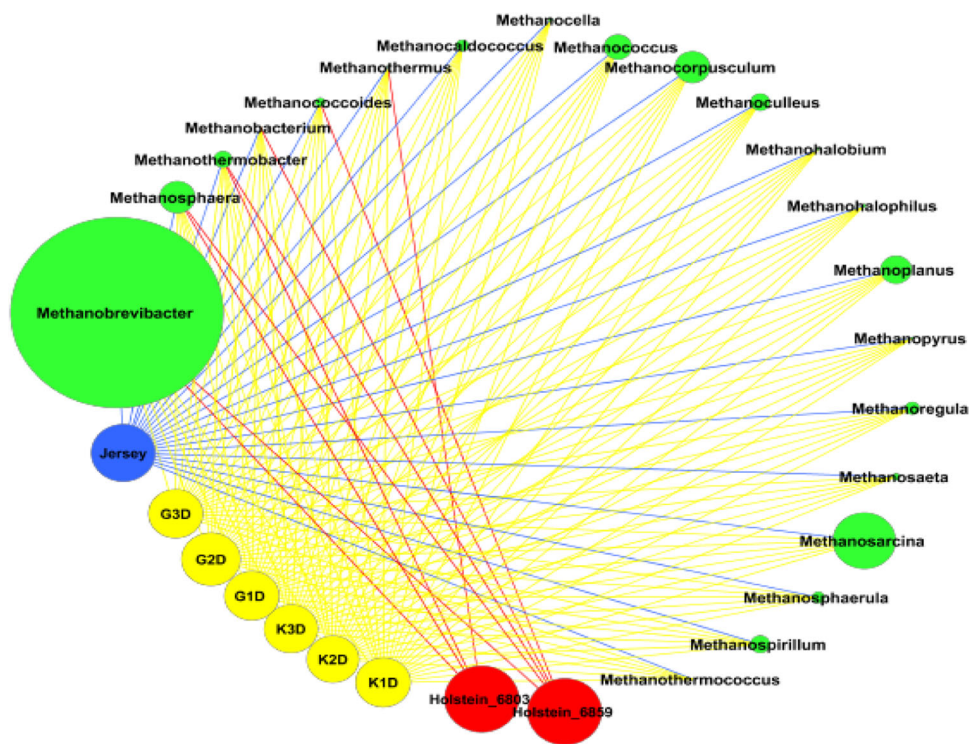 Methanocella
Methanocaldococcus
Methanococcus
Methanothermus
Methanocorpusculum
Methanococcoides
Methanoculleus
Methanobacterium
Methanohalobium
Methanothermobacter
Methanosphaera
Methanohalophilus
Methanoplanus
Methanobrevibacter
Methanopyrus
Methanoregula
Jersey
Methanosaeta
G3D
Methanosarcina
G2D
G1D
Methanosphaerula
K3D
Methanospirillum
K2D
K1D
Methanothermococcus
Holstein_6803
Holstein_6859